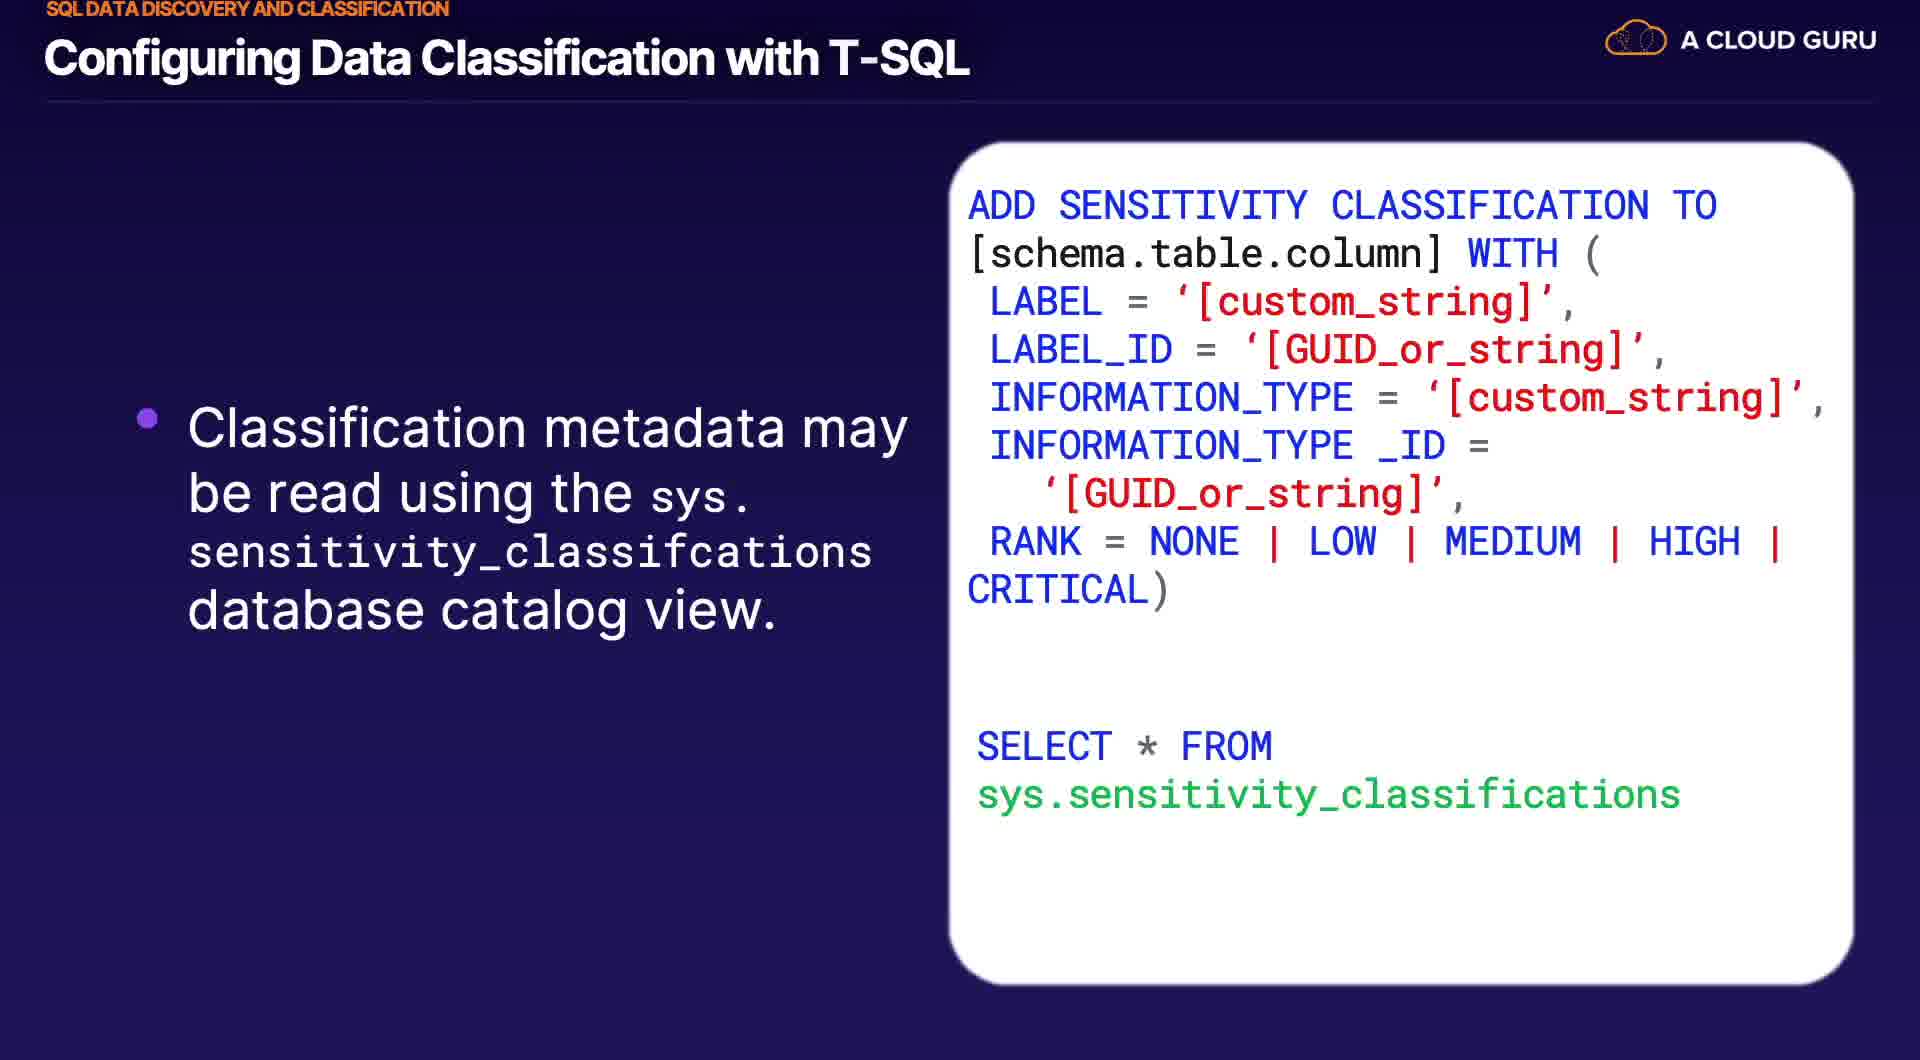 SQL DATA DISCOVERY AND CLASSIFICATION
Configuring Data Classification with T-SQL
A CLOUD GURU
Classification metadata may
be read using the sys.
sensitivity_classifcations
database catalog view.
ADD SENSITIVITY CLASSIFICATION TO
[schema.table.column] WITH (
LABEL = ‘[custom_string]’,
LABEL_ID = ‘[GUID_or_string]’,
INFORMATION_TYPE = ‘[custom_string]’,
INFORMATION_TYPE _ID =
‘[GUID_or_string]’,
RANK = NONE | LOW | MEDIUM | HIGH |
CRITICAL)
SELECT * FROM
sys.sensitivity_classifications